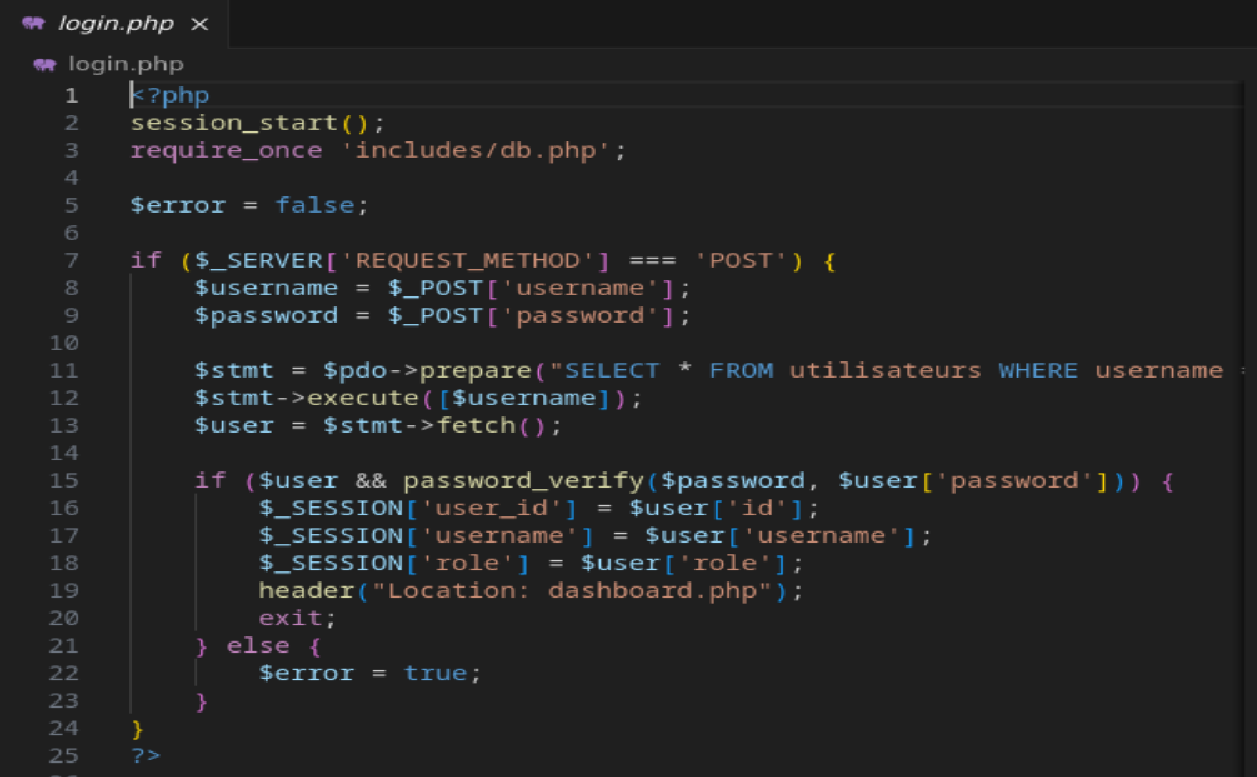 login.php ×
login.php
1 <?php
2 session_start();
3 require_once 'includes/db.php';
4
5 $error = false;
6
7 if ($_SERVER['REQUEST_METHOD'] === 'POST') {
8     $username = $_POST['username'];
9     $password = $_POST['password'];
10
11     $stmt = $pdo->prepare("SELECT * FROM utilisateurs WHERE username
12     $stmt->execute([$username]);
13     $user = $stmt->fetch();
14
15     if ($user && password_verify($password, $user['password'])) {
16         $_SESSION['user_id'] = $user['id'];
17         $_SESSION['username'] = $user['username'];
18         $_SESSION['role'] = $user['role'];
19         header("Location: dashboard.php");
20         exit;
21     } else {
22         $error = true;
23     }
24 }
25 ?>